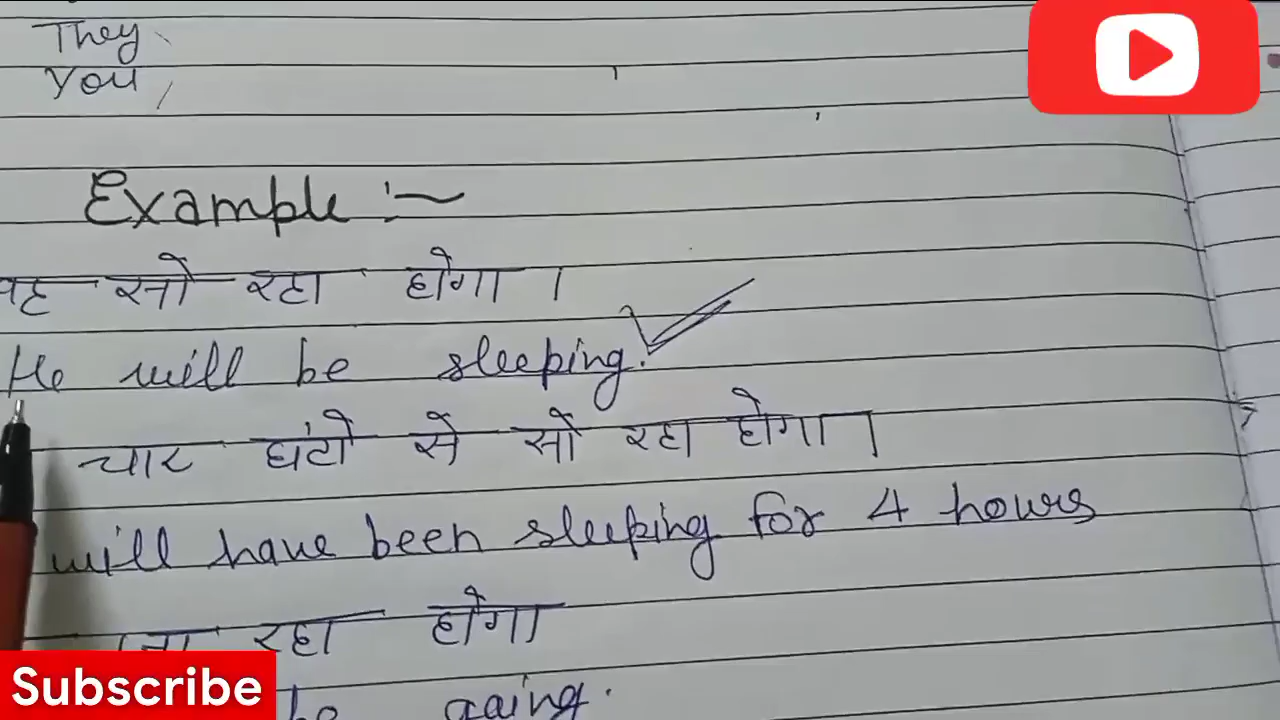 They
You
Example :~
वह सो रहा होगा ।
He will be sleeping.
चार घंटो से सो रहा होगा ।
will have been sleeping for 4 hours
रहा होगा
be going.
Subscribe